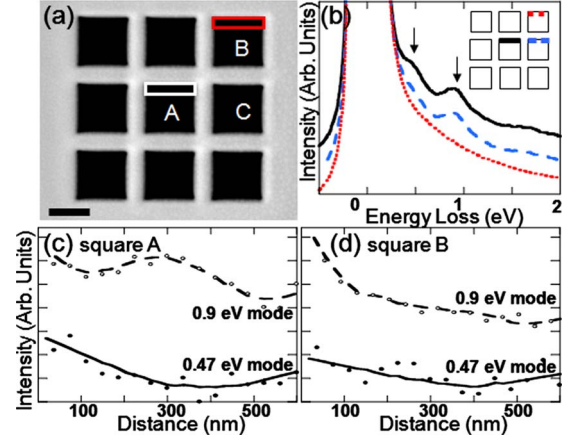 (a)
B
A
C
(b)
Intensity (Arb. Units)
0
1
2
Energy Loss (eV)
(c) square A
0.9 eV mode
0.47 eV mode
Intensity (Arb. Units)
100
300
500
Distance (nm)
(d) square B
0.9 eV mode
0.47 eV mode
100
300
500
Distance (nm)